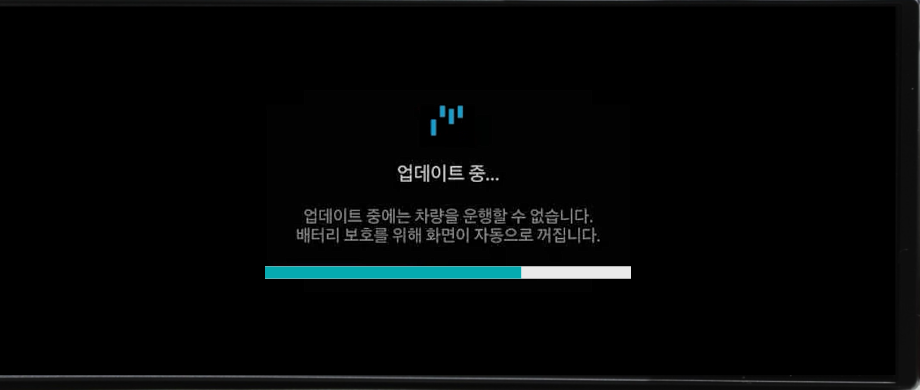 업데이트 중...
업데이트 중에는 차량을 운행할 수 없습니다.
배터리 보호를 위해 화면이 자동으로 꺼집니다.